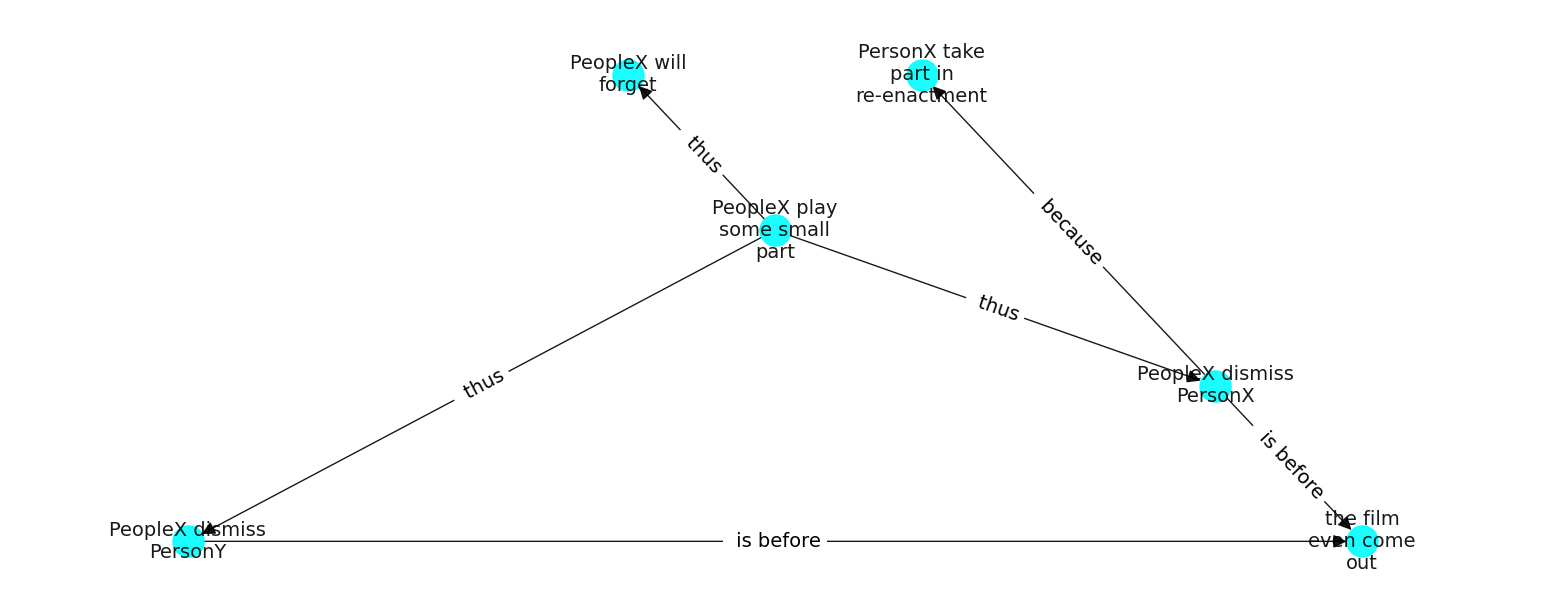 PeopleX will
forget
PersonX take
part in
re-enactment
thus
PeopleX play
some small
part
because
thus
PeopleX dismiss
PersonX
thus
is before
PeopleX dismiss
PersonY
is before
the film
even come
out